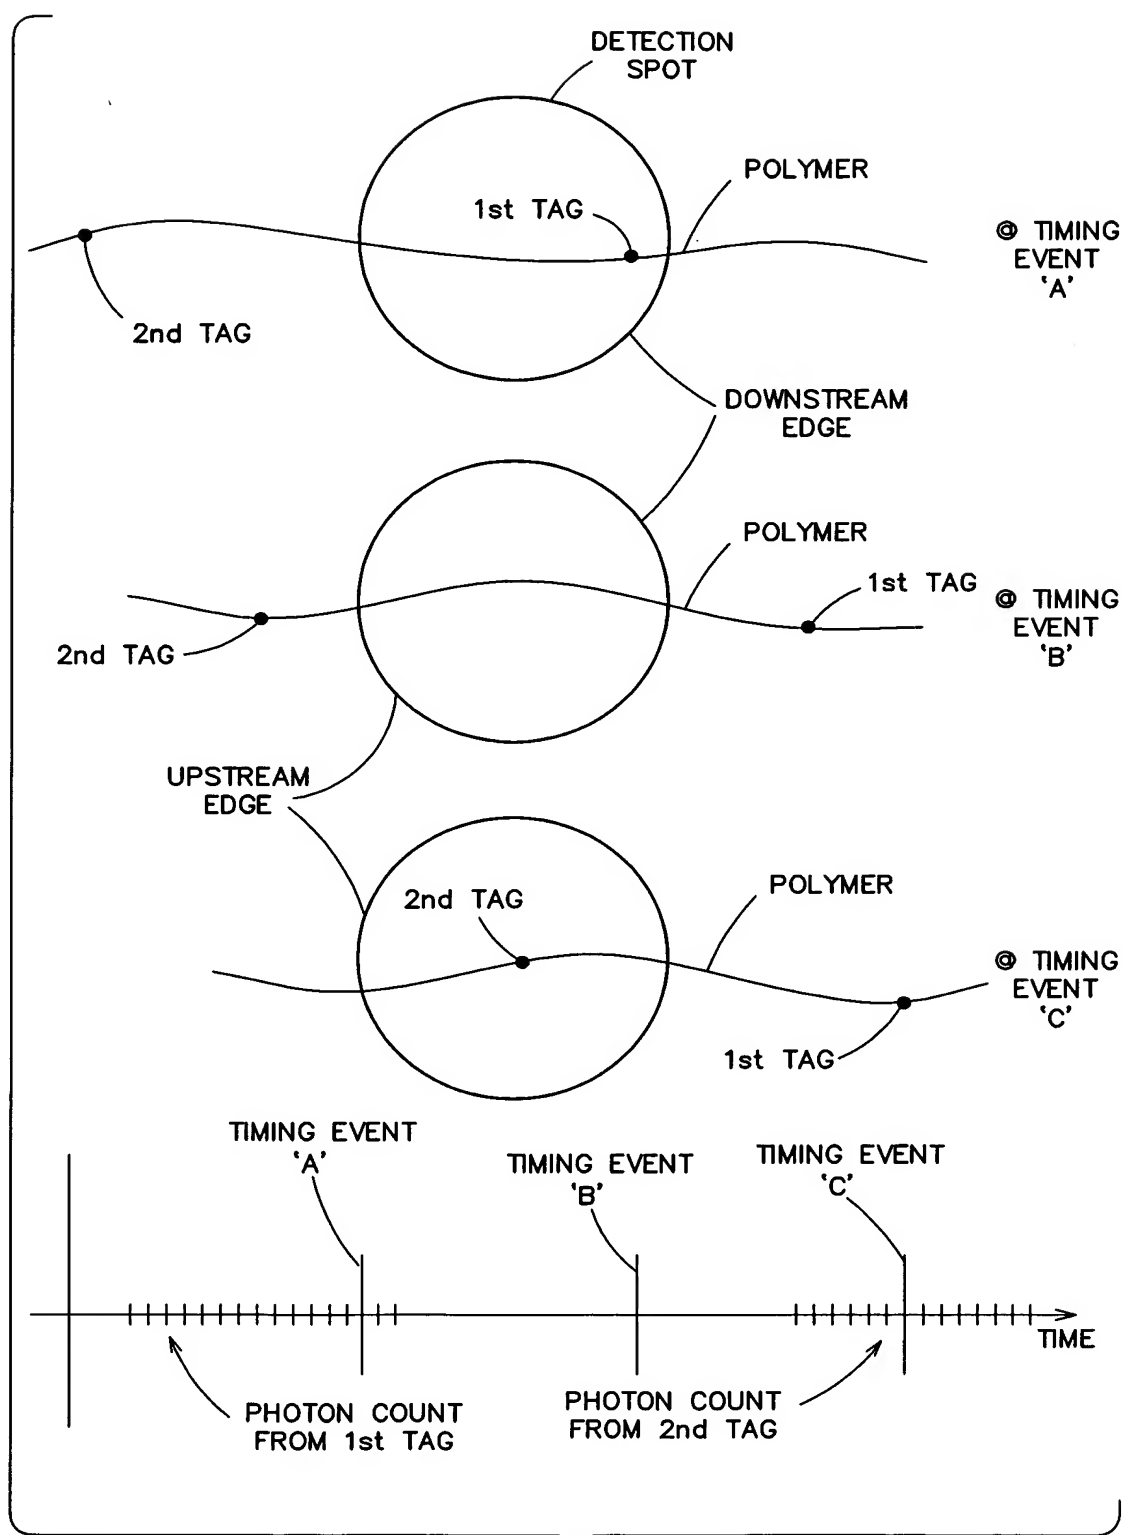 DETECTION
SPOT
POLYMER
1st TAG
@ TIMING
EVENT
'A'
2nd TAG
DOWNSTREAM
EDGE
POLYMER
1st TAG
@ TIMING
EVENT
'B'
2nd TAG
UPSTREAM
EDGE
POLYMER
2nd TAG
@ TIMING
EVENT
'C'
1st TAG
TIMING EVENT
'A'
TIMING EVENT
'B'
TIMING EVENT
'C'
TIME
PHOTON COUNT
FROM 1st TAG
PHOTON COUNT
FROM 2nd TAG